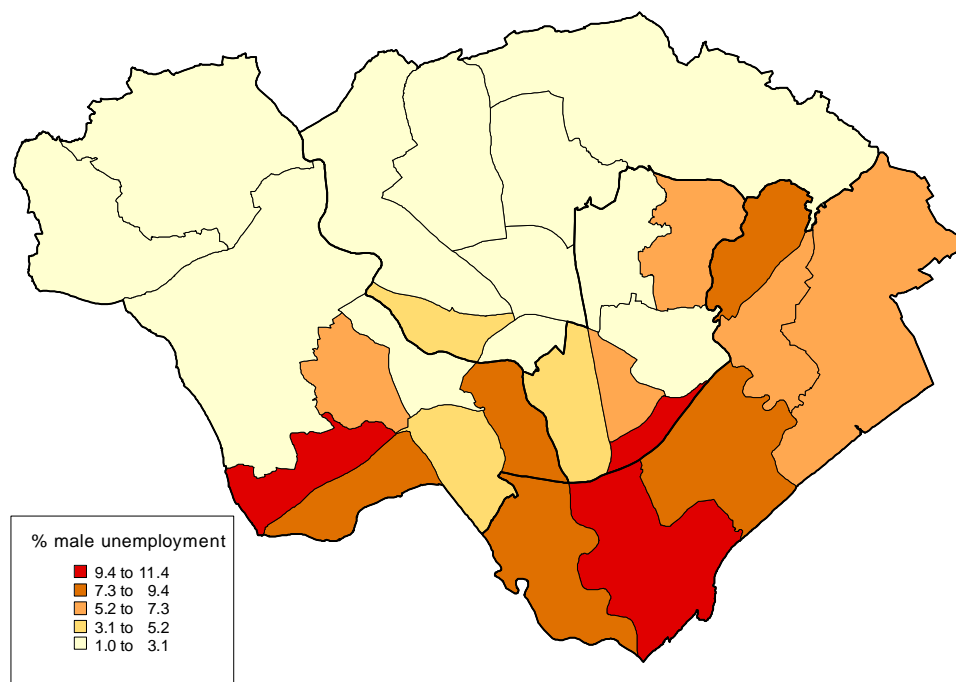 % male unemployment
9.4 to 11.4
7.3 to 9.4
5.2 to 7.3
3.1 to 5.2
1.0 to 3.1